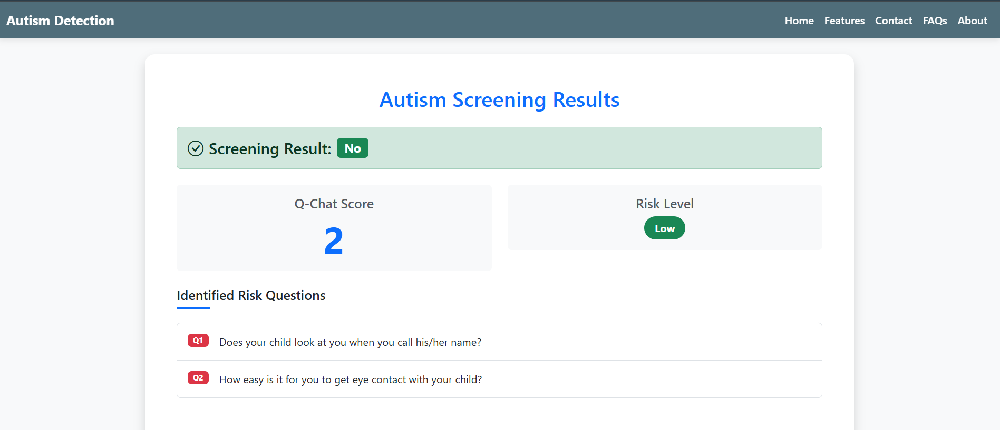 Autism Detection
Home Features Contact FAQs About
Autism Screening Results
Screening Result: No
Q-Chat Score
2
Risk Level
Low
Identified Risk Questions
Q1 Does your child look at you when you call his/her name?
Q2 How easy is it for you to get eye contact with your child?